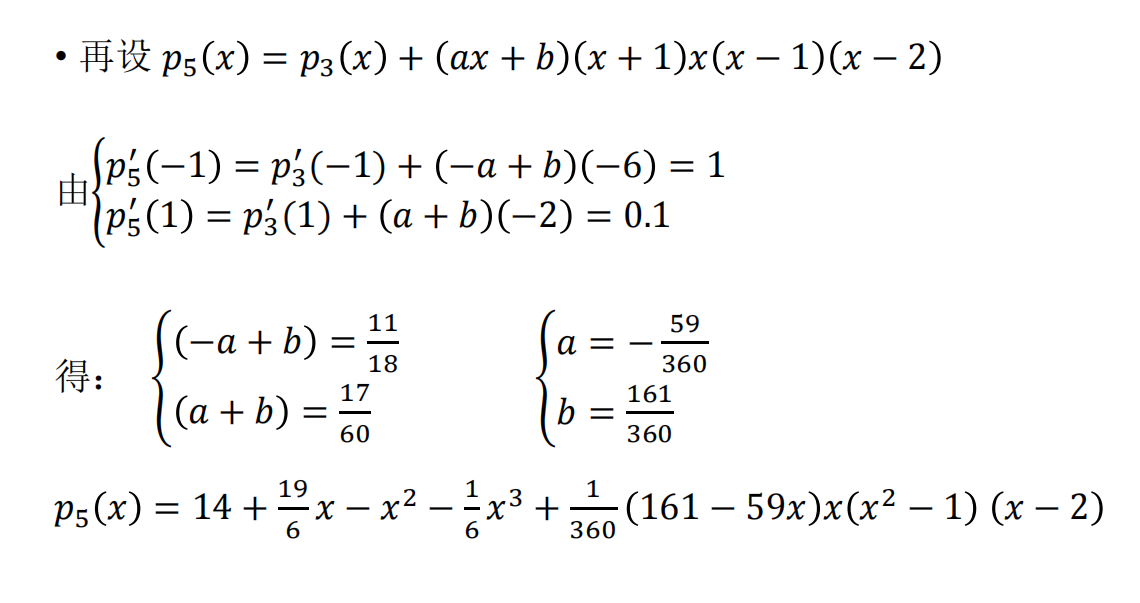 • 再设 p₅(x) = p₃(x) + (ax + b)(x + 1)x(x − 1)(x − 2)
由 { p₅′(−1) = p₃′(−1) + (−a + b)(−6) = 1
p₅′(1) = p₃′(1) + (a + b)(−2) = 0.1
得： { (−a + b) = 11/18 { a = − 59/360
(a + b) = 17/60 b = 161/360
p₅(x) = 14 + 19/6 x − x² − 1/6 x³ + 1/360 (161 − 59x)x(x² − 1) (x − 2)